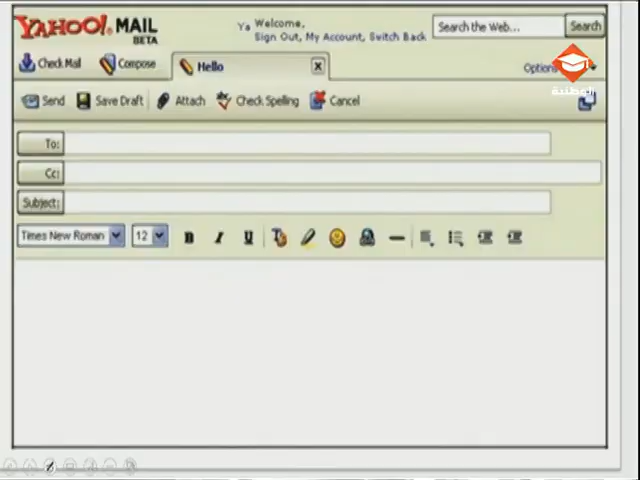 YAHOO! MAIL
BETA
Welcome,
Sign Out, My Account, Switch Back
Search the Web...
Search
Check Mail
Compose
Hello
x
Options
الوطنية
Send
Save Draft
Attach
Check Spelling
Cancel
To:
Cc:
Subject:
Times New Roman
12
B
I
U